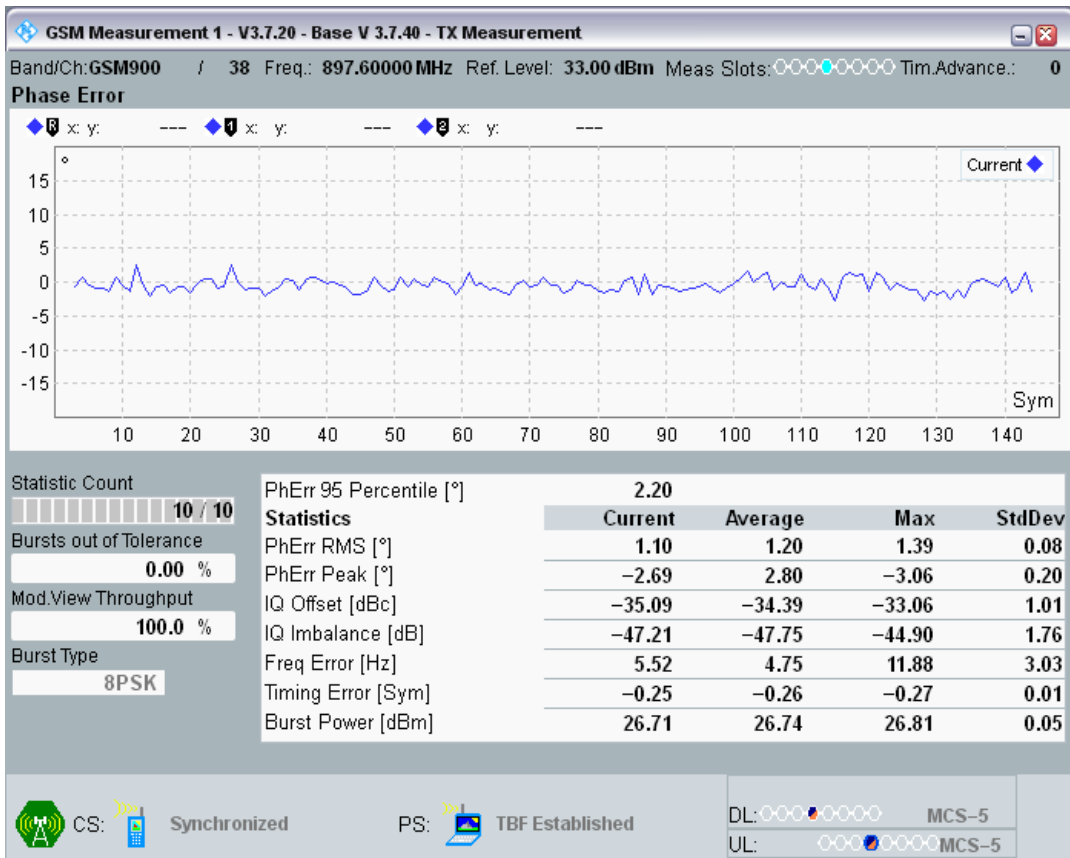 GSM Measurement 1 - V3.7.20 - Base V 3.7.40 - TX Measurement
Band/Ch:GSM900 / 38 Freq.: 897.60000 MHz Ref. Level: 33.00 dBm Meas Slots: Tim.Advance.: 0
Phase Error
R x: y: --- 1 x: y: --- 2 x: y: ---
° Current
15
10
5
0
-5
-10
-15
Sym
10 20 30 40 50 60 70 80 90 100 110 120 130 140
Statistic Count
10 / 10
Bursts out of Tolerance
0.00 %
Mod.View Throughput
100.0 %
Burst Type
8PSK
PhErr 95 Percentile [°] 2.20
Statistics Current Average Max StdDev
PhErr RMS [°] 1.10 1.20 1.39 0.08
PhErr Peak [°] −2.69 2.80 −3.06 0.20
IQ Offset [dBc] −35.09 −34.39 −33.06 1.01
IQ Imbalance [dB] −47.21 −47.75 −44.90 1.76
Freq Error [Hz] 5.52 4.75 11.88 3.03
Timing Error [Sym] −0.25 −0.26 −0.27 0.01
Burst Power [dBm] 26.71 26.74 26.81 0.05
CS: Synchronized PS: TBF Established
DL: MCS−5
UL: MCS−5